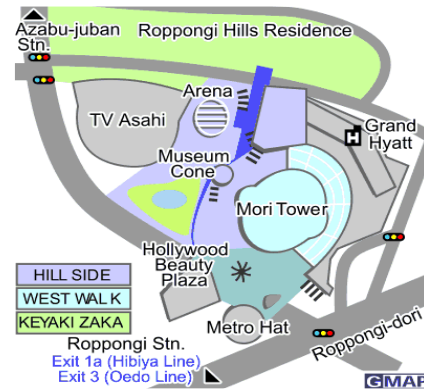 Azabu-juban
Stn.
Roppongi Hills Residence
Arena
TV Asahi
Grand
Hyatt
Museum
Cone
Mori Tower
Hollywood
Beauty
Plaza
HILL SIDE
WEST WALK
KEYAKI ZAKA
Metro Hat
Roppongi-dori
Roppongi Stn.
Exit 1a (Hibiya Line)
Exit 3 (Oedo Line)
GMAP